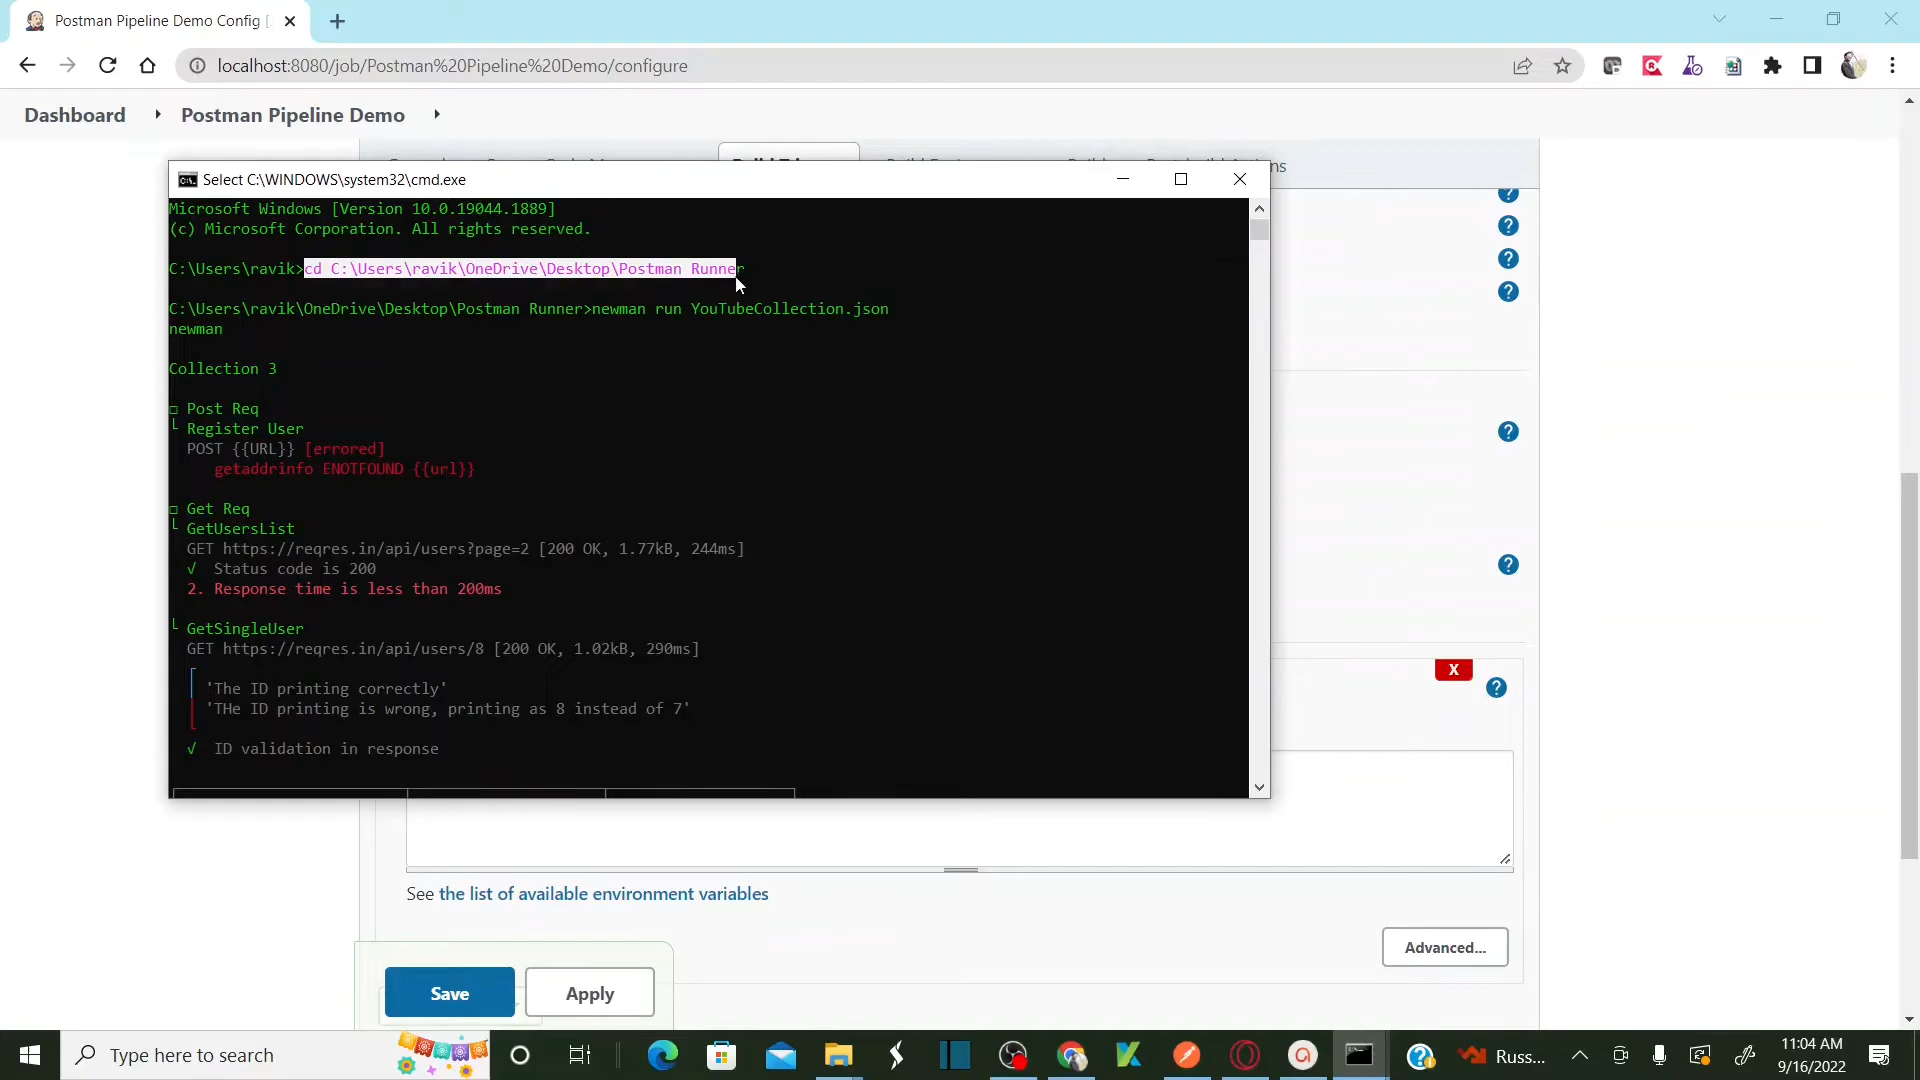 Postman Pipeline Demo Config [
localhost:8080/job/Postman%20Pipeline%20Demo/configure
Dashboard
Postman Pipeline Demo
Select C:\WINDOWS\system32\cmd.exe
Microsoft Windows [Version 10.0.19044.1889]
(c) Microsoft Corporation. All rights reserved.
C:\Users\ravik>cd C:\Users\ravik\OneDrive\Desktop\Postman Runner
C:\Users\ravik\OneDrive\Desktop\Postman Runner>newman run YouTubeCollection.json
newman
Collection 3
□ Post Req
└ Register User
POST {{URL}} [errored]
getaddrinfo ENOTFOUND {{url}}
□ Get Req
└ GetUsersList
GET https://reqres.in/api/users?page=2 [200 OK, 1.77kB, 244ms]
√ Status code is 200
2. Response time is less than 200ms
└ GetSingleUser
GET https://reqres.in/api/users/8 [200 OK, 1.02kB, 290ms]
'The ID printing correctly'
'THe ID printing is wrong, printing as 8 instead of 7'
√ ID validation in response
X
See the list of available environment variables
Advanced...
Save
Apply
Type here to search
Russ...
11:04 AM
9/16/2022